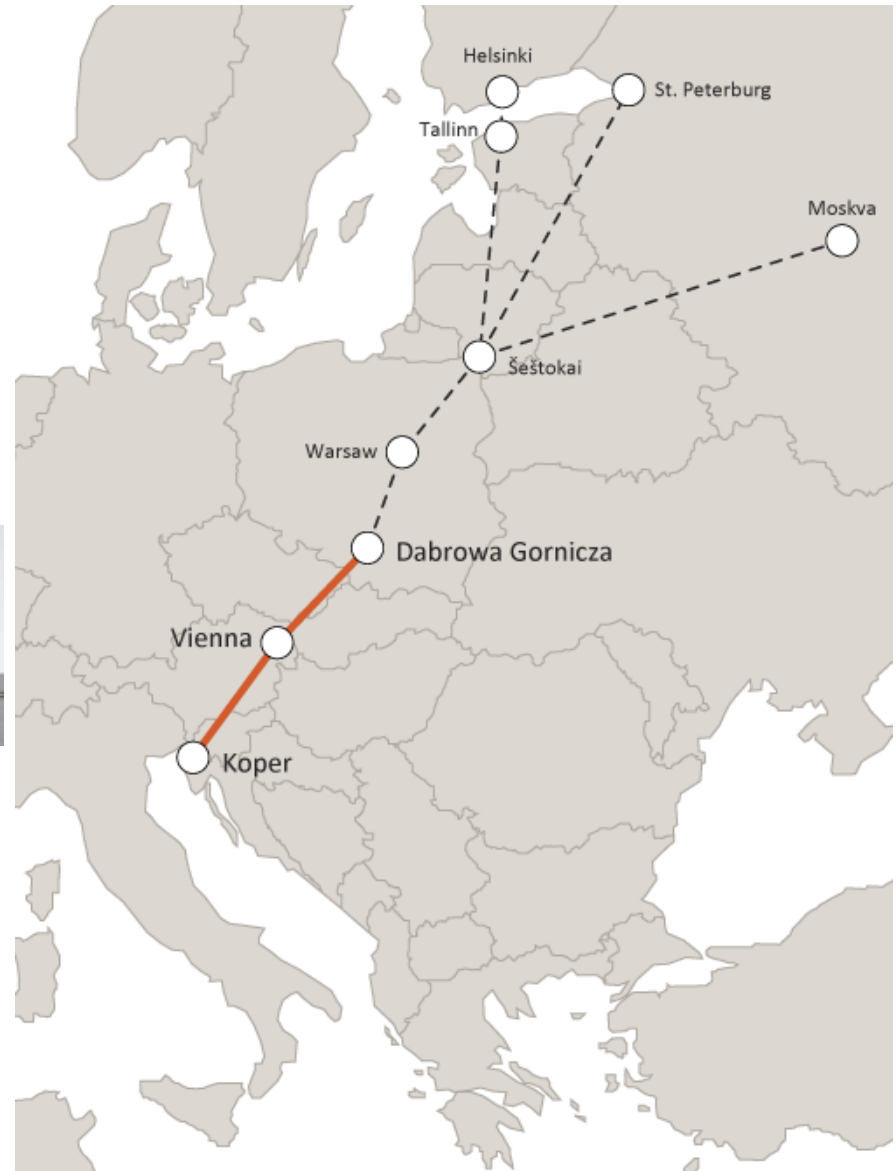 Helsinki
St. Peterburg
Tallinn
Moskva
Šeštokai
Warsaw
Dabrowa Gornicza
Vienna
Koper